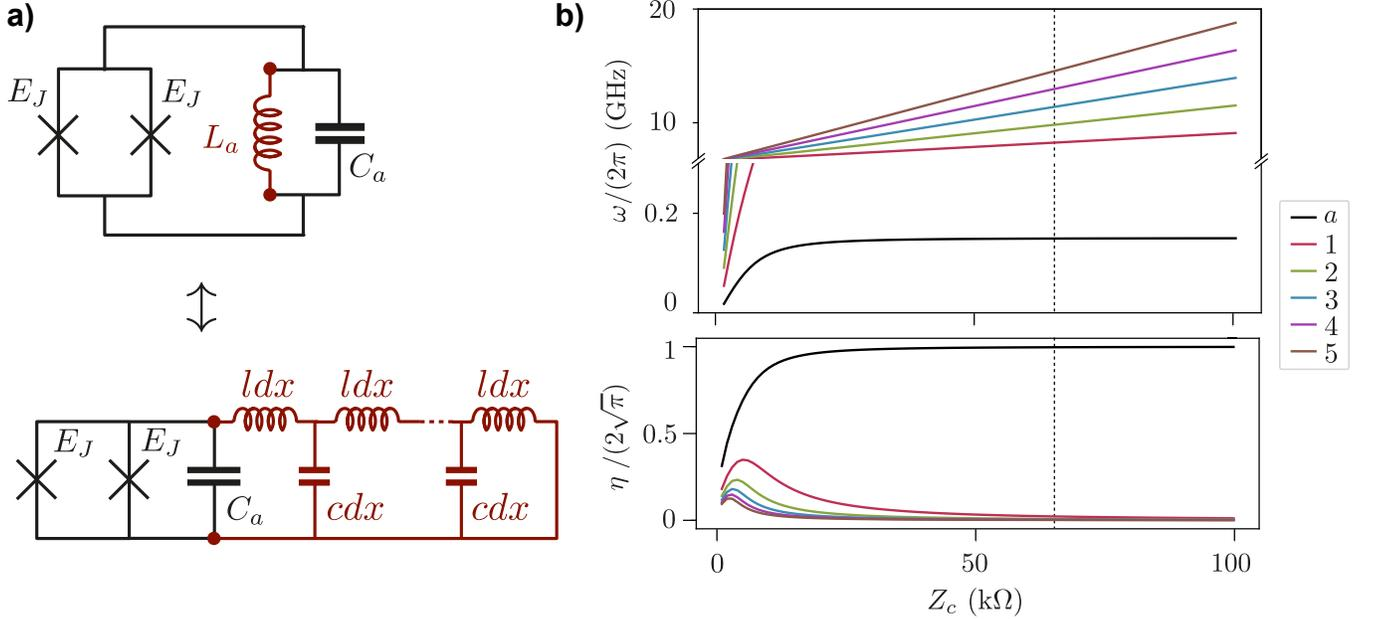 a)
E_J
E_J
L_a
C_a
ldx
ldx
ldx
E_J
E_J
C_a
cdx
cdx
b)
20
10
ω/(2π) (GHz)
0.2
0
1
0.5
0
η /(2√π)
0
50
100
Z_c (kΩ)
a
1
2
3
4
5